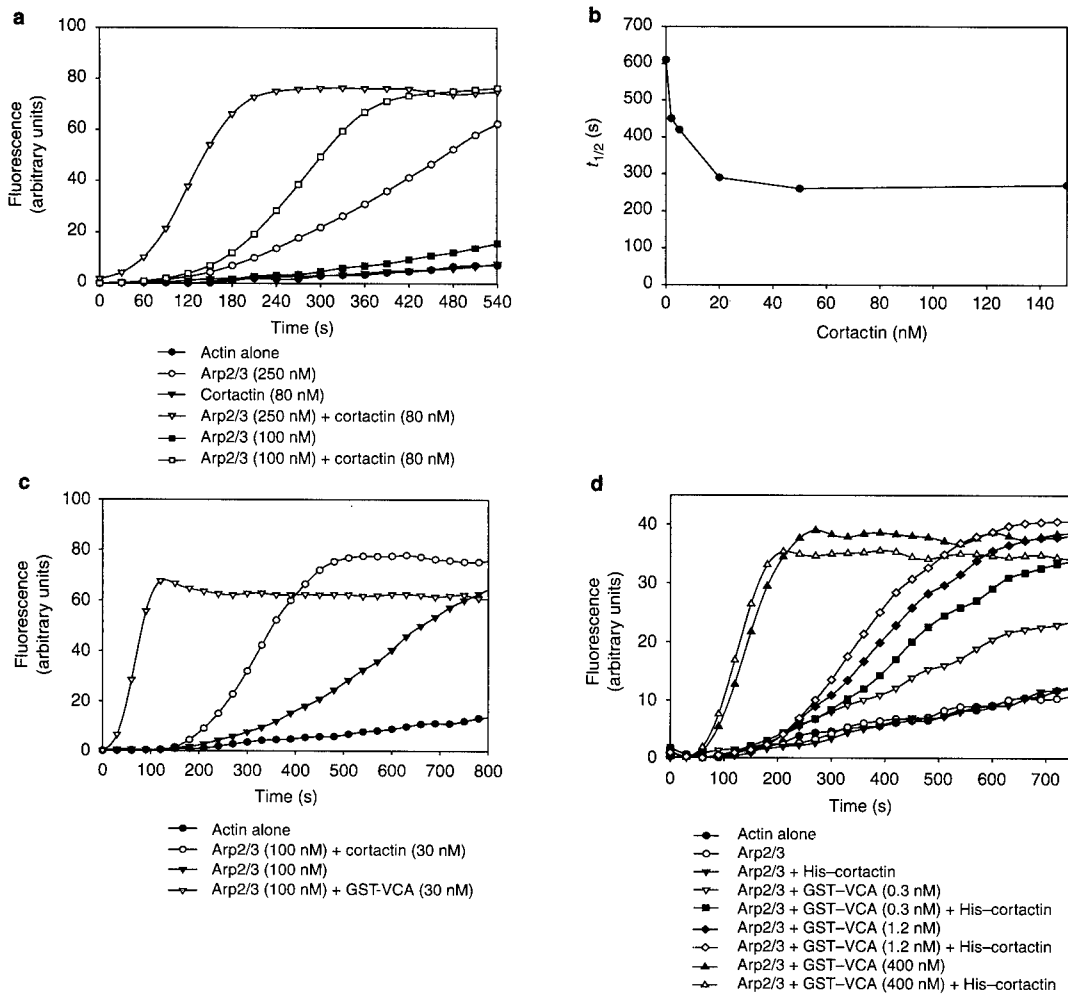 a
100
80
60
40
20
0
Fluorescence
(arbitrary units)
0 60 120 180 240 300 360 420 480 540
Time (s)
Actin alone
Arp2/3 (250 nM)
Cortactin (80 nM)
Arp2/3 (250 nM) + cortactin (80 nM)
Arp2/3 (100 nM)
Arp2/3 (100 nM) + cortactin (80 nM)
b
700
600
500
400
300
200
100
0
t1/2 (s)
0 20 40 60 80 100 120 140
Cortactin (nM)
c
100
80
60
40
20
0
Fluorescence
(arbitrary units)
0 100 200 300 400 500 600 700 800
Time (s)
Actin alone
Arp2/3 (100 nM) + cortactin (30 nM)
Arp2/3 (100 nM)
Arp2/3 (100 nM) + GST-VCA (30 nM)
d
40
30
20
10
0
Fluorescence
(arbitrary units)
0 100 200 300 400 500 600 700
Time (s)
Actin alone
Arp2/3
Arp2/3 + His–cortactin
Arp2/3 + GST–VCA (0.3 nM)
Arp2/3 + GST–VCA (0.3 nM) + His–cortactin
Arp2/3 + GST–VCA (1.2 nM)
Arp2/3 + GST–VCA (1.2 nM) + His–cortactin
Arp2/3 + GST–VCA (400 nM)
Arp2/3 + GST–VCA (400 nM) + His–cortactin